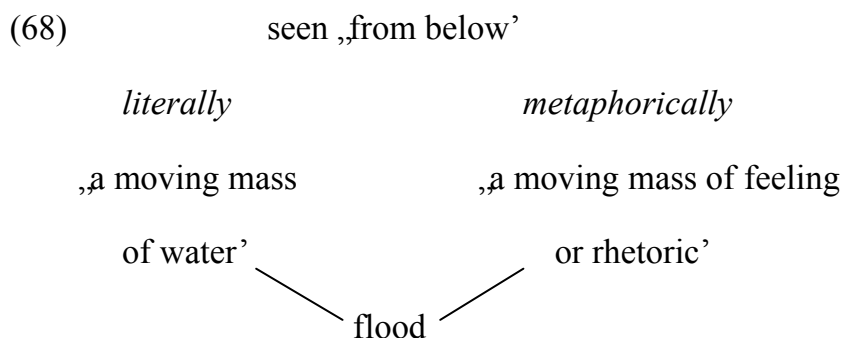 (68) seen „from below’
literally metaphorically
„a moving mass „a moving mass of feeling
of water’ or rhetoric’
flood